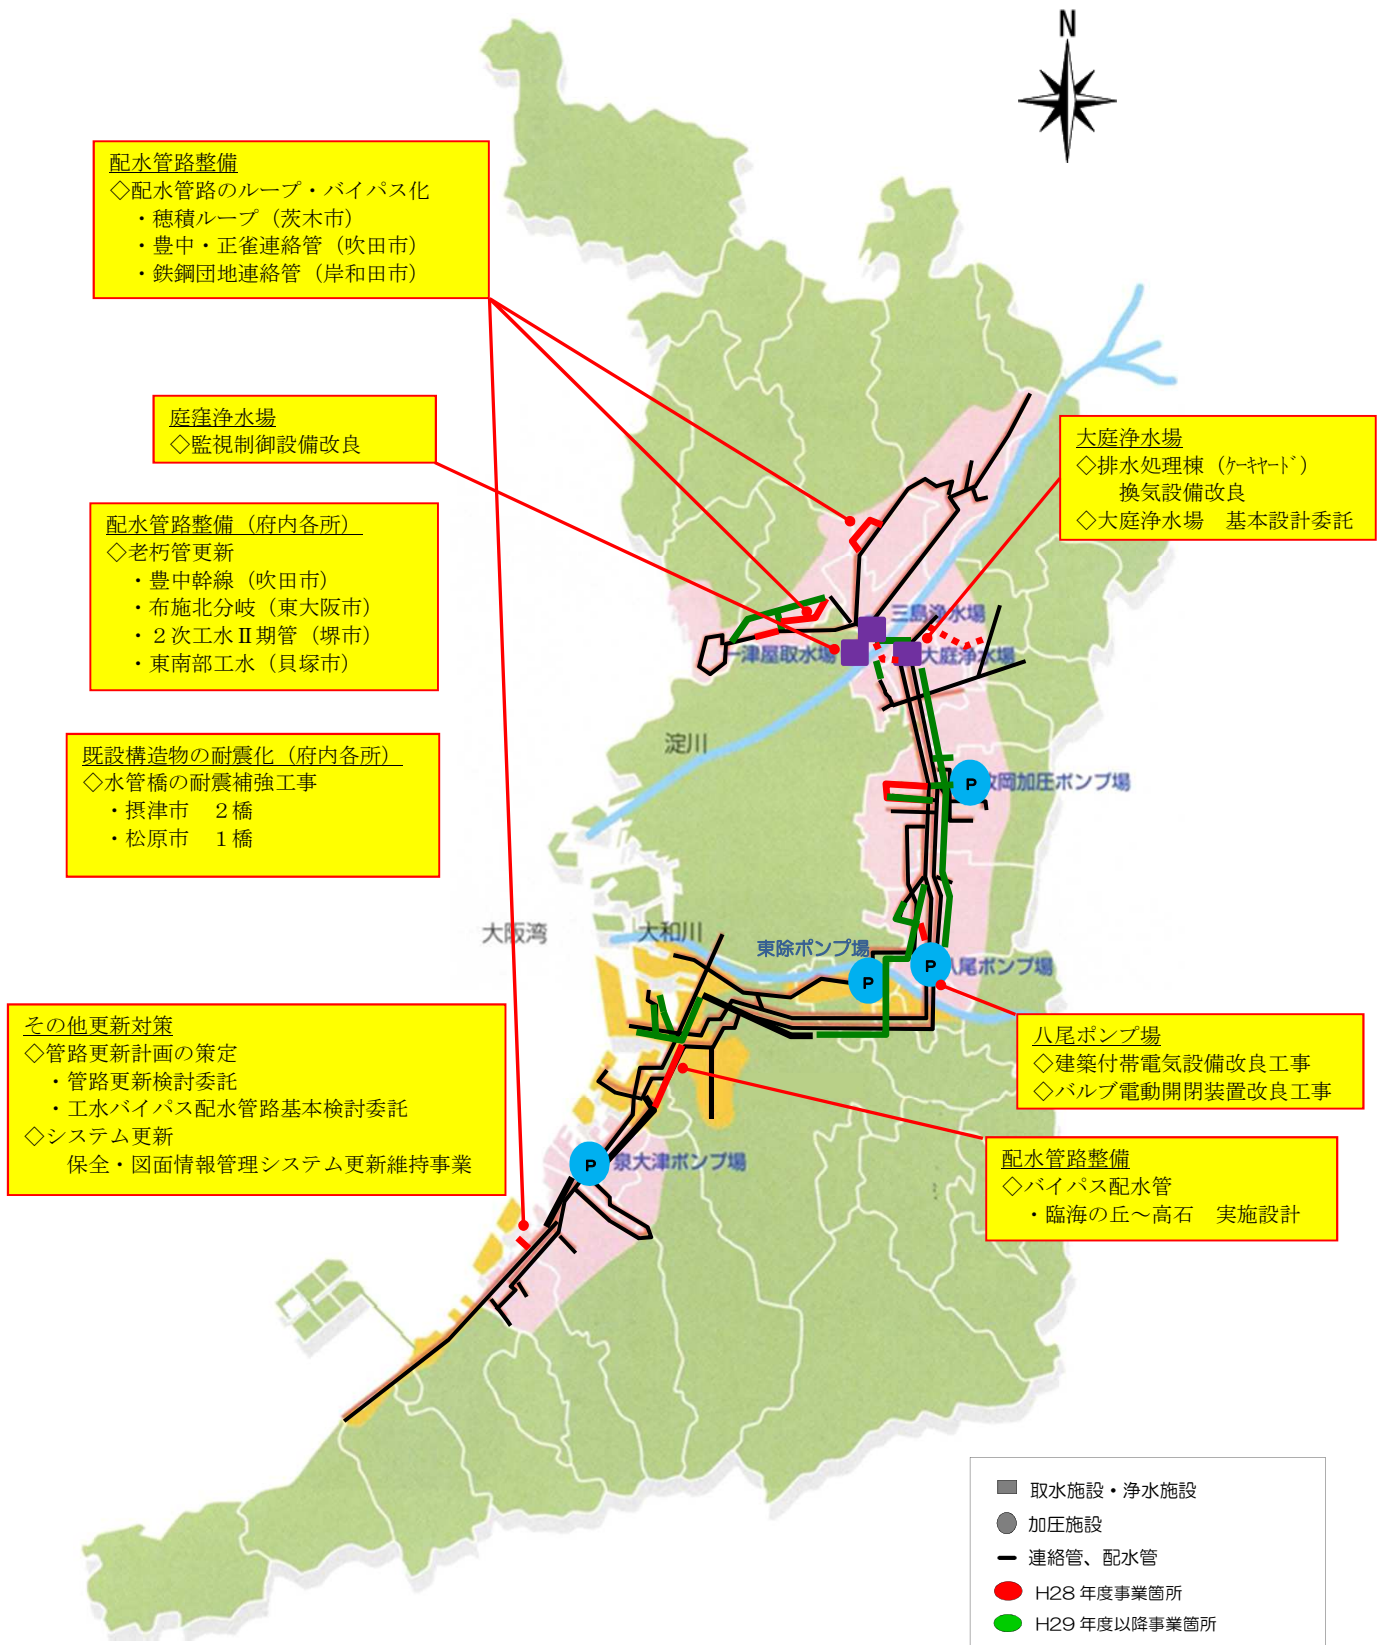 N
配水管路整備
◇配水管路のループ・バイパス化
・穂積ループ（茨木市）
・豊中・正雀連絡管（吹田市）
・鉄鋼団地連絡管（岸和田市）
庭窪浄水場
◇監視制御設備改良
大庭浄水場
◇排水処理棟（ｹｰｷﾔｰﾄﾞ）
換気設備改良
◇大庭浄水場　基本設計委託
配水管路整備（府内各所）
◇老朽管更新
・豊中幹線（吹田市）
・布施北分岐（東大阪市）
・２次工水Ⅱ期管（堺市）
・東南部工水（貝塚市）
三島浄水場
一津屋取水場
大庭浄水場
淀川
既設構造物の耐震化（府内各所）
◇水管橋の耐震補強工事
・摂津市　２橋
・松原市　１橋
P
岡加圧ポンプ場
大阪湾
大和川
東除ポンプ場
P
P
八尾ポンプ場
その他更新対策
◇管路更新計画の策定
・管路更新検討委託
・工水バイパス配水管路基本検討委託
◇システム更新
保全・図面情報管理システム更新維持事業
八尾ポンプ場
◇建築付帯電気設備改良工事
◇バルブ電動開閉装置改良工事
P
泉大津ポンプ場
配水管路整備
◇バイパス配水管
・臨海の丘～高石　実施設計
取水施設・浄水施設
加圧施設
連絡管、配水管
H28 年度事業箇所
H29 年度以降事業箇所